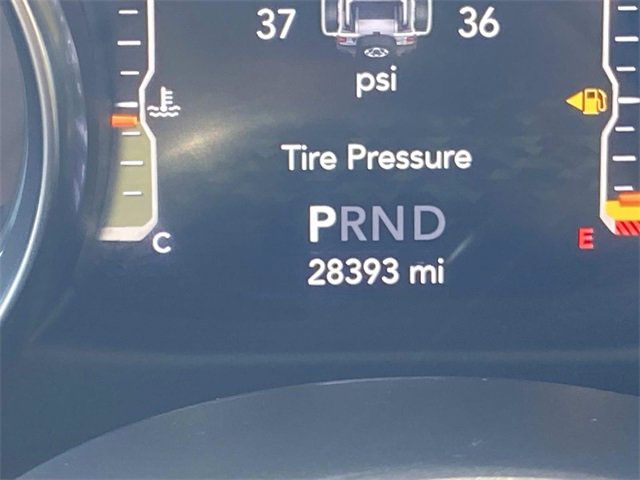 37 36
psi
Tire Pressure
PRND
C E
28393 mi